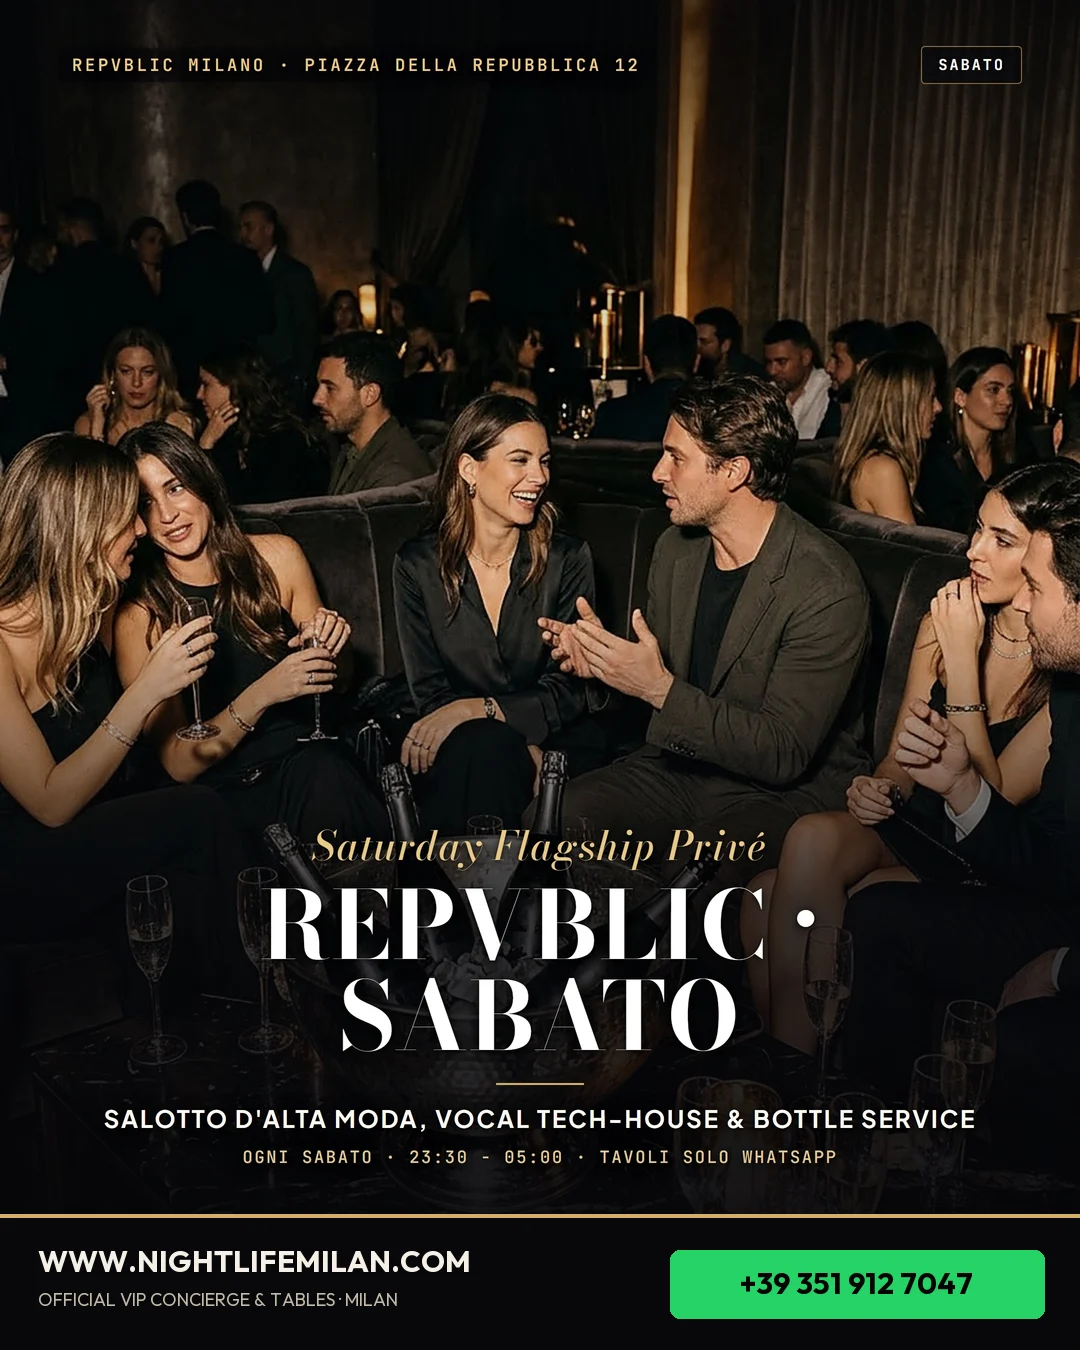 REPVBLIC MILANO · PIAZZA DELLA REPUBBLICA 12
SABATO
Saturday Flagship Privé
REPVBLIC ·
SABATO
SALOTTO D'ALTA MODA, VOCAL TECH-HOUSE & BOTTLE SERVICE
OGNI SABATO · 23:30 - 05:00 · TAVOLI SOLO WHATSAPP
WWW.NIGHTLIFEMILAN.COM
OFFICIAL VIP CONCIERGE & TABLES · MILAN
+39 351 912 7047